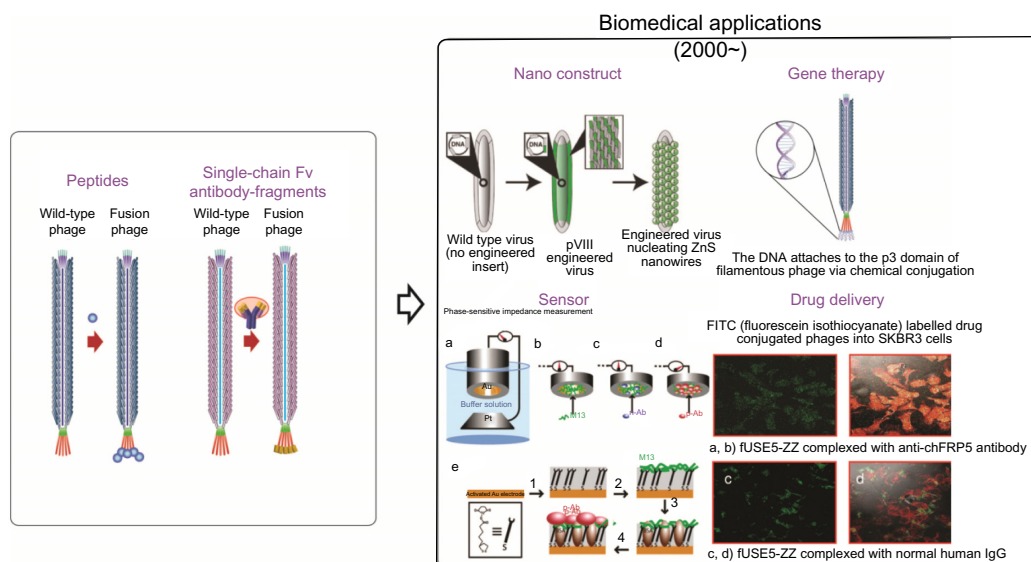 Biomedical applications
(2000~)
Peptides
Single-chain Fv
antibody-fragments
Wild-type
phage
Fusion
phage
Wild-type
phage
Fusion
phage
Nano construct
DNA
DNA
Wild type virus
(no engineered
insert)
pVIII
engineered
virus
Engineered virus
nucleating ZnS
nanowires
Gene therapy
The DNA attaches to the p3 domain of
filamentous phage via chemical conjugation
Sensor
Phase-sensitive impedance measurement
a
b
c
d
Au
Buffer solution
Pt
M13
n-Ab
p-Ab
e
Activated Au electrode
1
2
M13
3
4
p-Ab
S
Drug delivery
FITC (fluorescein isothiocyanate) labelled drug
conjugated phages into SKBR3 cells
a, b) fUSE5-ZZ complexed with anti-chFRP5 antibody
c
d
c, d) fUSE5-ZZ complexed with normal human IgG